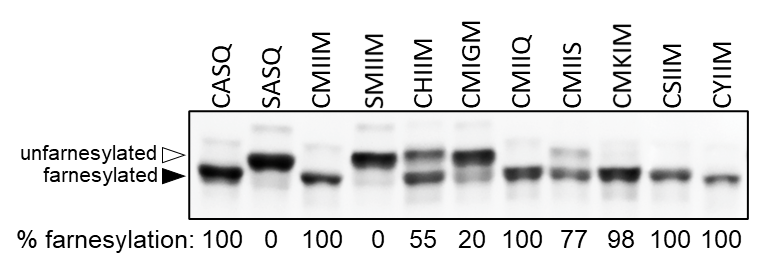 CASQ SASQ CMIIM SMIIM CHIIM CMIGM CMIIQ CMIIS CMKIM CSIIM CYIIM
unfarnesylated
farnesylated
% farnesylation: 100 0 100 0 55 20 100 77 98 100 100